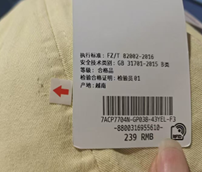 执行标准: FZ/T 82002-2016
安全技术类别: GB 31701-2015 B类
等级: 合格品
检验合格证明: 检验员01
产地: 越南
7ACP7704N-GP03B-43YEL-F3
-8800316955610-
239 RMB